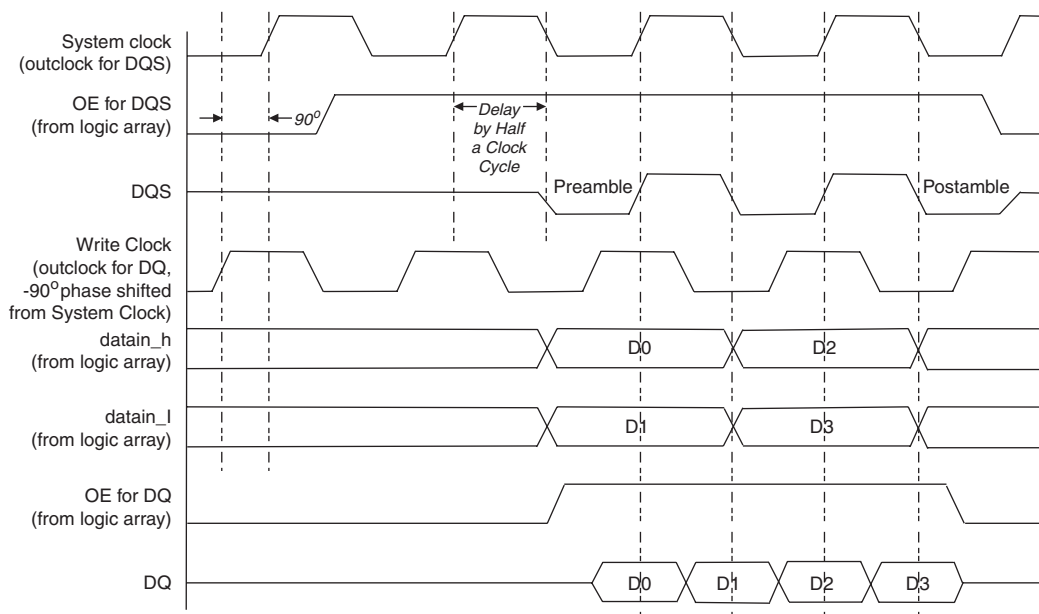 System clock
(outclock for DQS)
OE for DQS
(from logic array)
90°
Delay
by Half
a Clock
Cycle
DQS
Preamble
Postamble
Write Clock
(outclock for DQ,
-90° phase shifted
from System Clock)
datain_h
(from logic array)
D0
D2
datain_l
(from logic array)
D1
D3
OE for DQ
(from logic array)
DQ
D0
D1
D2
D3